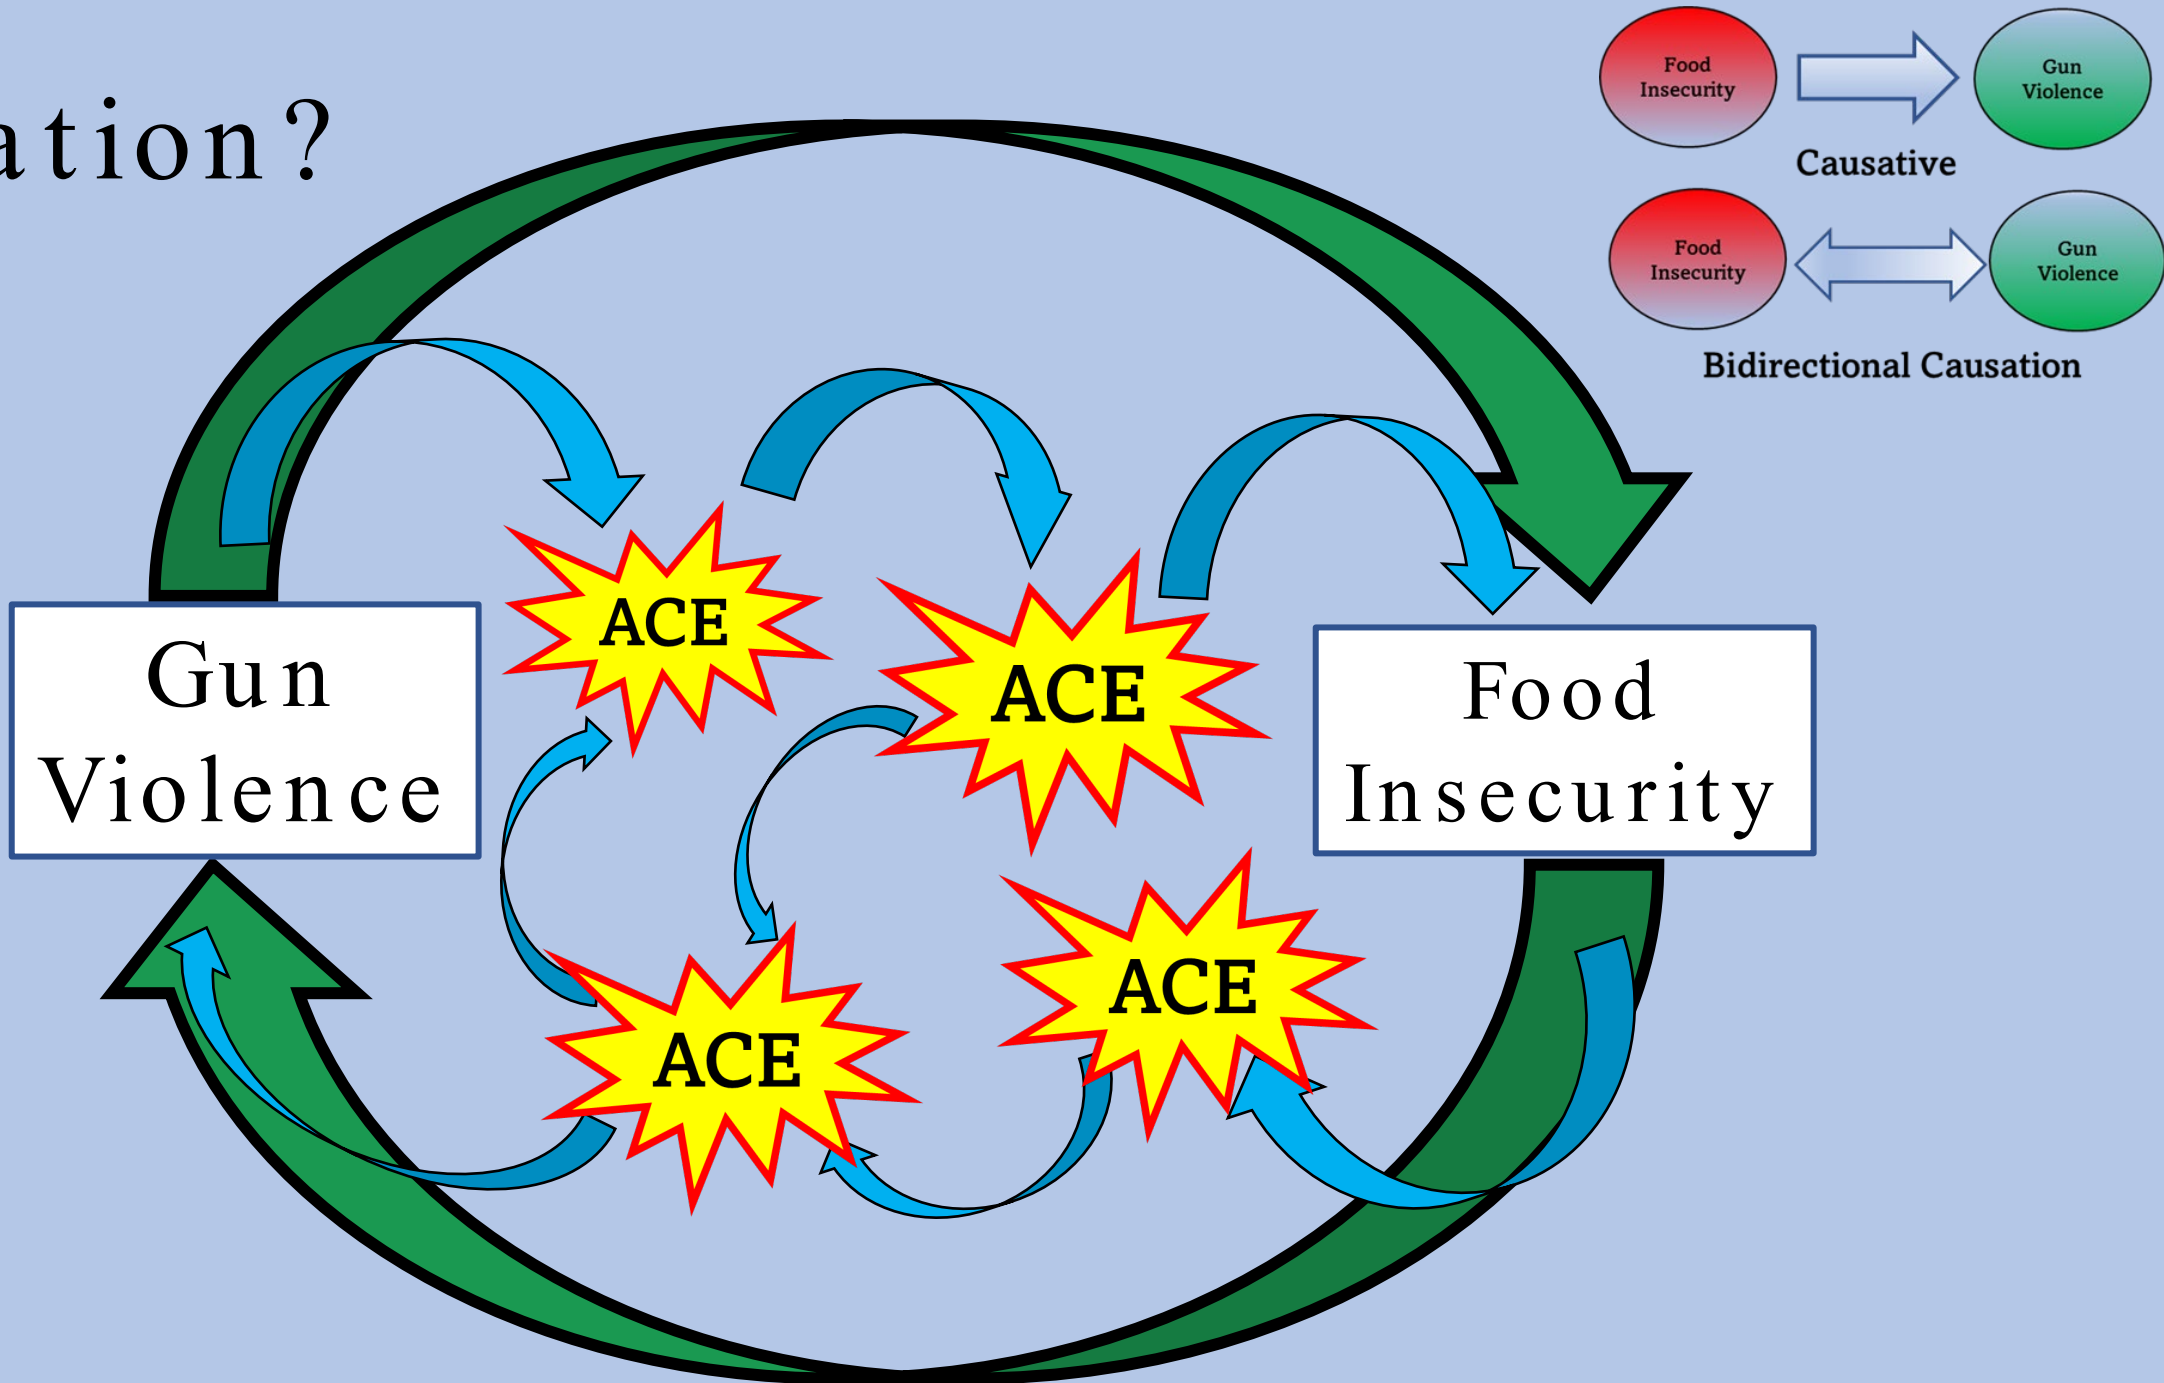 ation?
Food
Insecurity
Gun
Violence
Causative
Food
Insecurity
Gun
Violence
Bidirectional Causation
ACE
ACE
Gun
Violence
Food
Insecurity
ACE
ACE